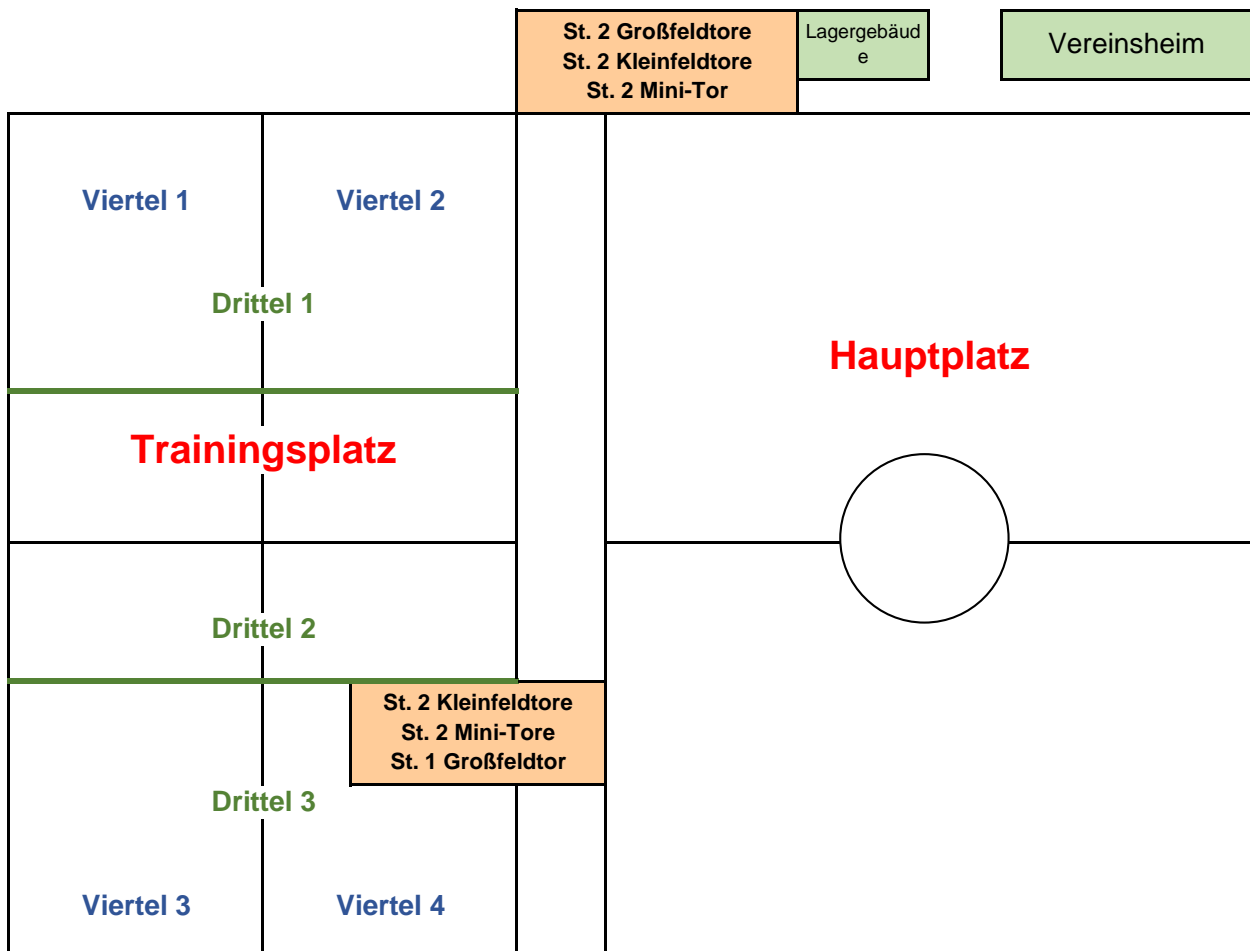 St. 2 Großfeldtore
St. 2 Kleinfeldtore
St. 2 Mini-Tor
Lagergebäud
e
Vereinsheim
Viertel 1
Viertel 2
Drittel 1
Hauptplatz
Trainingsplatz
Drittel 2
St. 2 Kleinfeldtore
St. 2 Mini-Tore
St. 1 Großfeldtor
Drittel 3
Viertel 3
Viertel 4